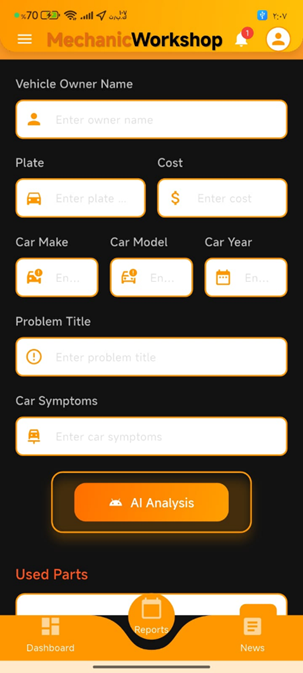 %70 ٢:٠٧
MechanicWorkshop 1
Vehicle Owner Name
Enter owner name
Plate Cost
Enter plate ... Enter cost
Car Make Car Model Car Year
En... En... En...
Problem Title
Enter problem title
Car Symptoms
Enter car symptoms
AI Analysis
Used Parts
Dashboard Reports News